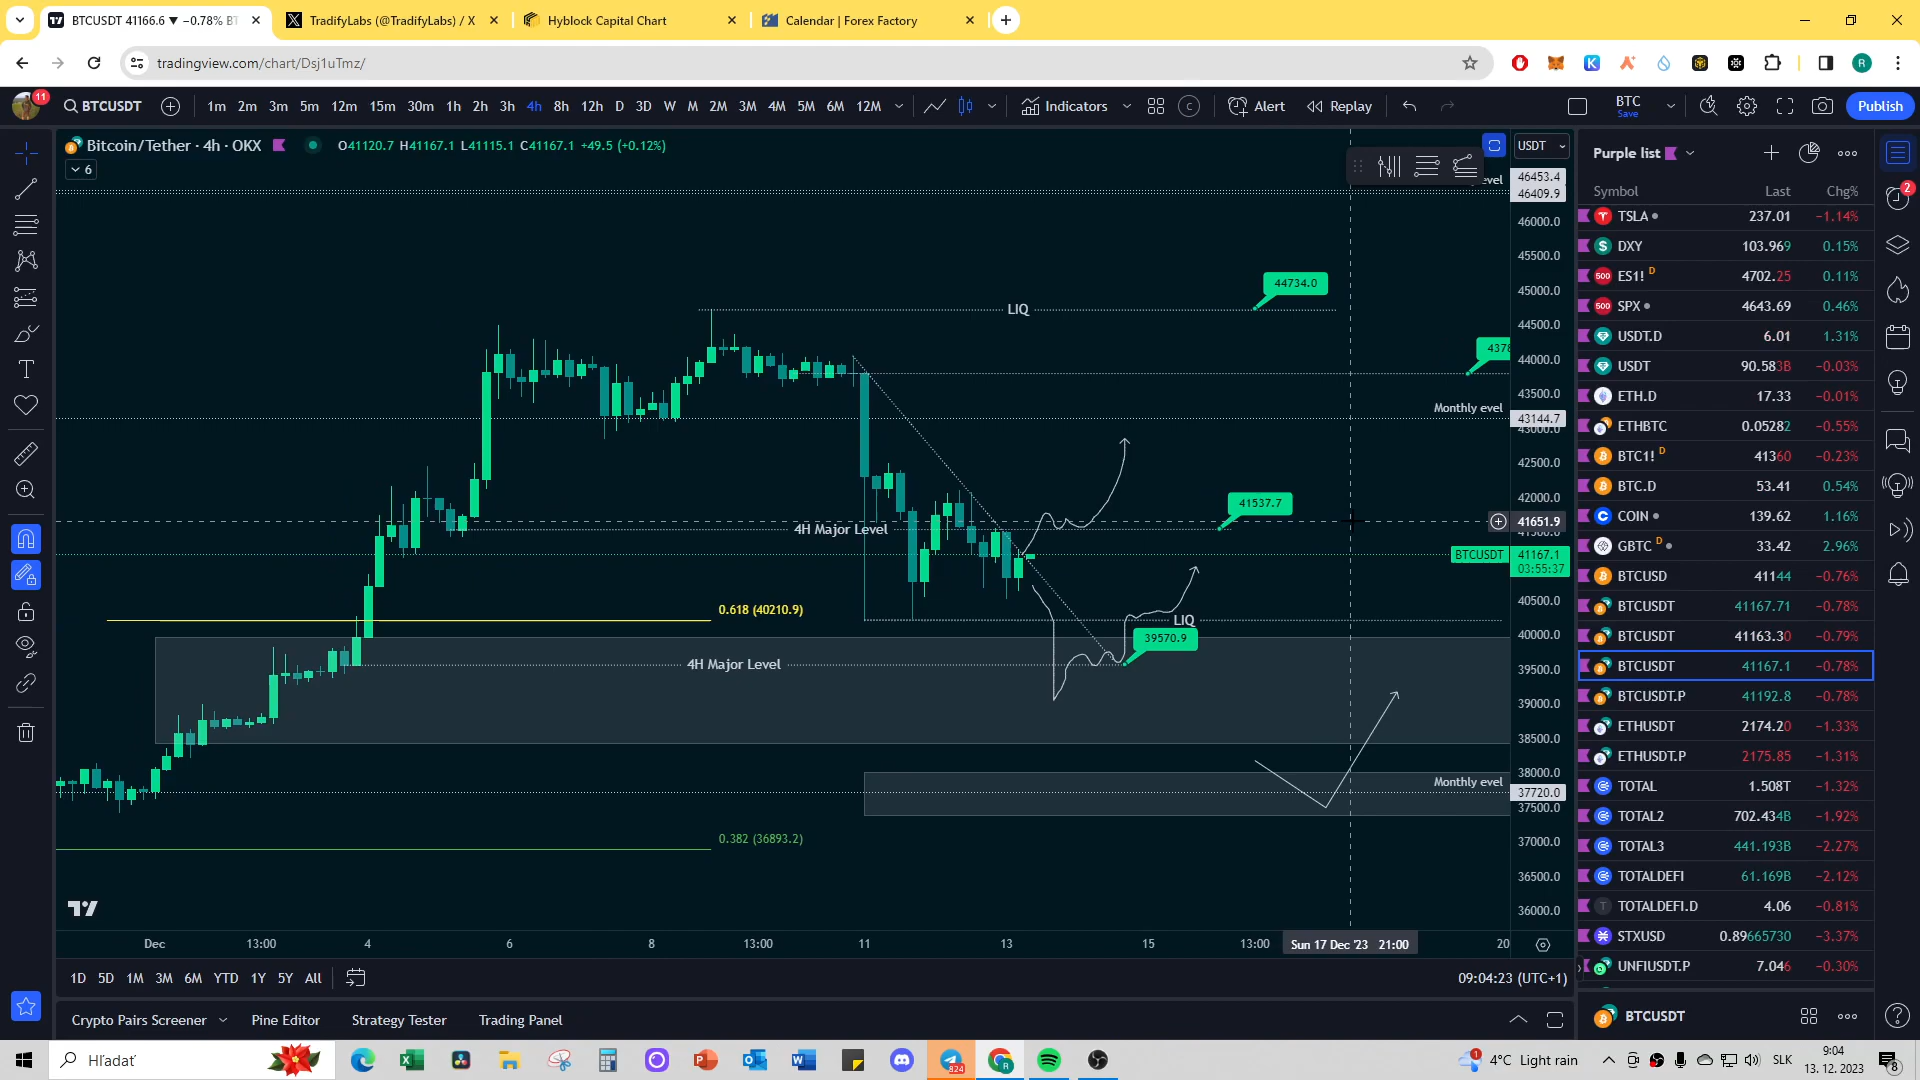 BTCUSDT 41166.6 ▼ −0.78% BT
TradifyLabs (@TradifyLabs) / X
Hyblock Capital Chart
Calendar | Forex Factory
tradingview.com/chart/Dsj1uTmz/
R
11
BTCUSDT
1m 2m 3m 5m 12m 15m 30m 1h 2h 3h 4h 8h 12h D 3D W M 2M 3M 4M 5M 6M 12M
Indicators
Alert
Replay
BTC
Save
Publish
Bitcoin/Tether · 4h · OKX
O41120.7 H41167.1 L41115.1 C41167.1 +49.5 (+0.12%)
6
USDT
evel
46453.4
46409.9
46000.0
45500.0
45000.0
44500.0
44000.0
43500.0
43144.7
43000.0
42500.0
42000.0
41651.9
41500.0
BTCUSDT
41167.1
03:55:37
40500.0
40000.0
39500.0
39000.0
38500.0
38000.0
37720.0
37500.0
37000.0
36500.0
36000.0
44734.0
LIQ
4378
Monthly evel
41537.7
4H Major Level
0.618 (40210.9)
LIQ
39570.9
4H Major Level
Monthly evel
0.382 (36893.2)
Dec 13:00 4 6 8 13:00 11 13 15 13:00 Sun 17 Dec '23 21:00 20
1D 5D 1M 3M 6M YTD 1Y 5Y All
09:04:23 (UTC+1)
Crypto Pairs Screener
Pine Editor
Strategy Tester
Trading Panel
Purple list
Symbol Last Chg%
TSLA 237.01 −1.14%
DXY 103.969 0.15%
ES1! D 4702.25 0.11%
SPX 4643.69 0.46%
USDT.D 6.01 1.31%
USDT 90.583B −0.03%
ETH.D 17.33 −0.01%
ETHBTC 0.05282 −0.55%
BTC1! D 41360 −0.23%
BTC.D 53.41 0.54%
COIN 139.62 1.16%
GBTC D 33.42 2.96%
BTCUSD 41144 −0.76%
BTCUSDT 41167.71 −0.78%
BTCUSDT 41163.30 −0.79%
BTCUSDT 41167.1 −0.78%
BTCUSDT.P 41192.8 −0.78%
ETHUSDT 2174.20 −1.33%
ETHUSDT.P 2175.85 −1.31%
TOTAL 1.508T −1.32%
TOTAL2 702.434B −1.92%
TOTAL3 441.193B −2.27%
TOTALDEFI 61.169B −2.12%
TOTALDEFI.D 4.06 −0.81%
STXUSD 0.89665730 −3.37%
UNFIUSDT.P 7.046 −0.30%
BTCUSDT
2
Hľadať
824
1
4°C Light rain
SLK
9:04
13. 12. 2023
8